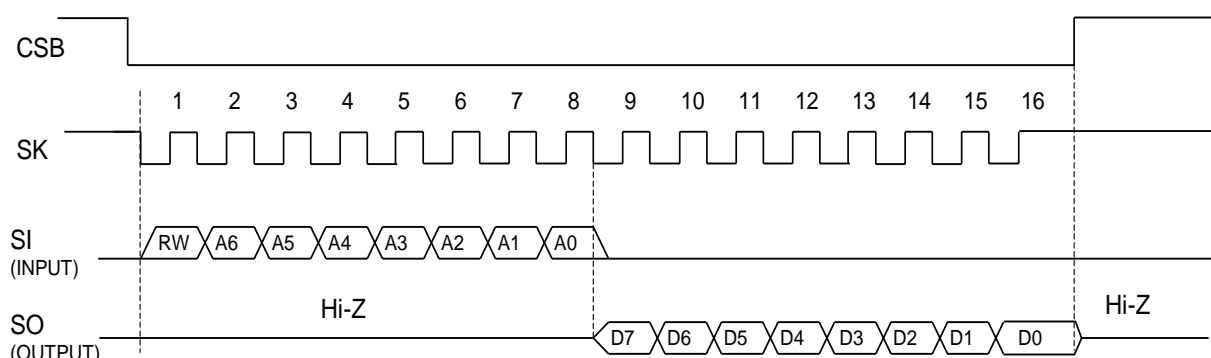 CSB
1 2 3 4 5 6 7 8 9 10 11 12 13 14 15 16
SK
SI
(INPUT)
RW A6 A5 A4 A3 A2 A1 A0
Hi-Z
Hi-Z
SO
(OUTPUT)
D7 D6 D5 D4 D3 D2 D1 D0